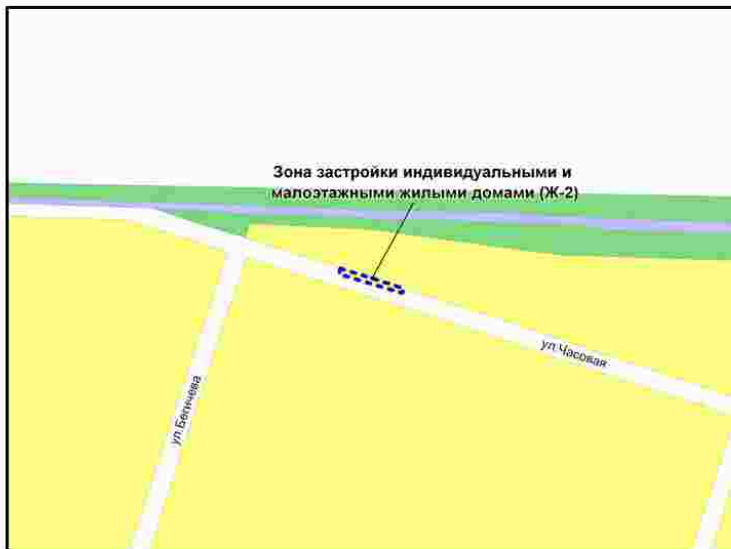 Зона застройки индивидуальными и
малоэтажными жилыми домами (Ж-2)
ул.Часовая
ул.Бегичева